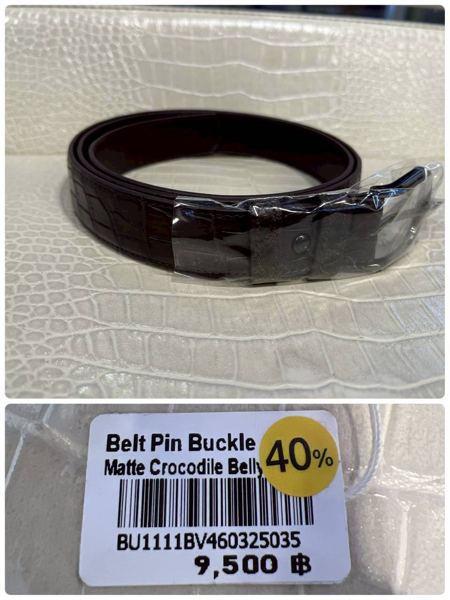 Belt Pin Buckle
40%
Matte Crocodile Belly
BU1111BV460325035
9,500 ฿